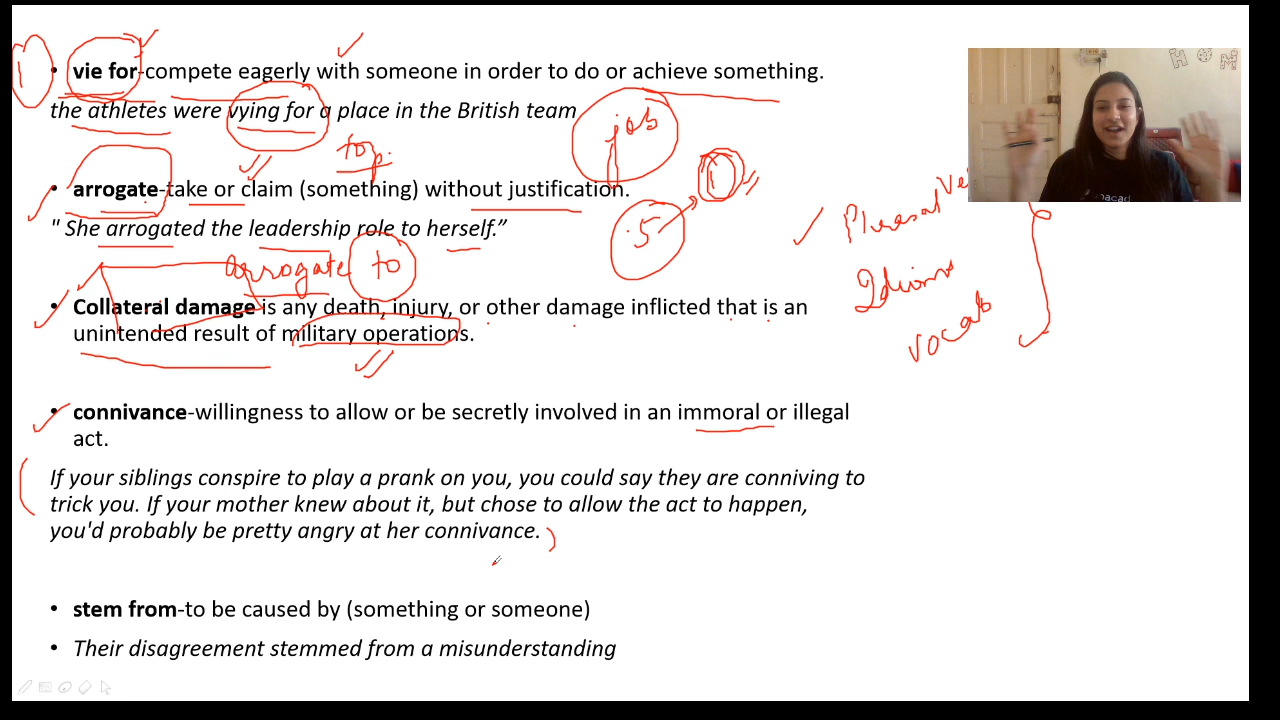 1
• vie for-compete eagerly with someone in order to do or achieve something.
the athletes were vying for a place in the British team
job
top.
1
• arrogate-take or claim (something) without justification.
5
" She arrogated the leadership role to herself.”
arrogate to
• Collateral damage is any death, injury, or other damage inflicted that is an
unintended result of military operations.
Idioms
vocab
• connivance-willingness to allow or be secretly involved in an immoral or illegal
act.
If your siblings conspire to play a prank on you, you could say they are conniving to
trick you. If your mother knew about it, but chose to allow the act to happen,
you'd probably be pretty angry at her connivance.
• stem from-to be caused by (something or someone)
• Their disagreement stemmed from a misunderstanding